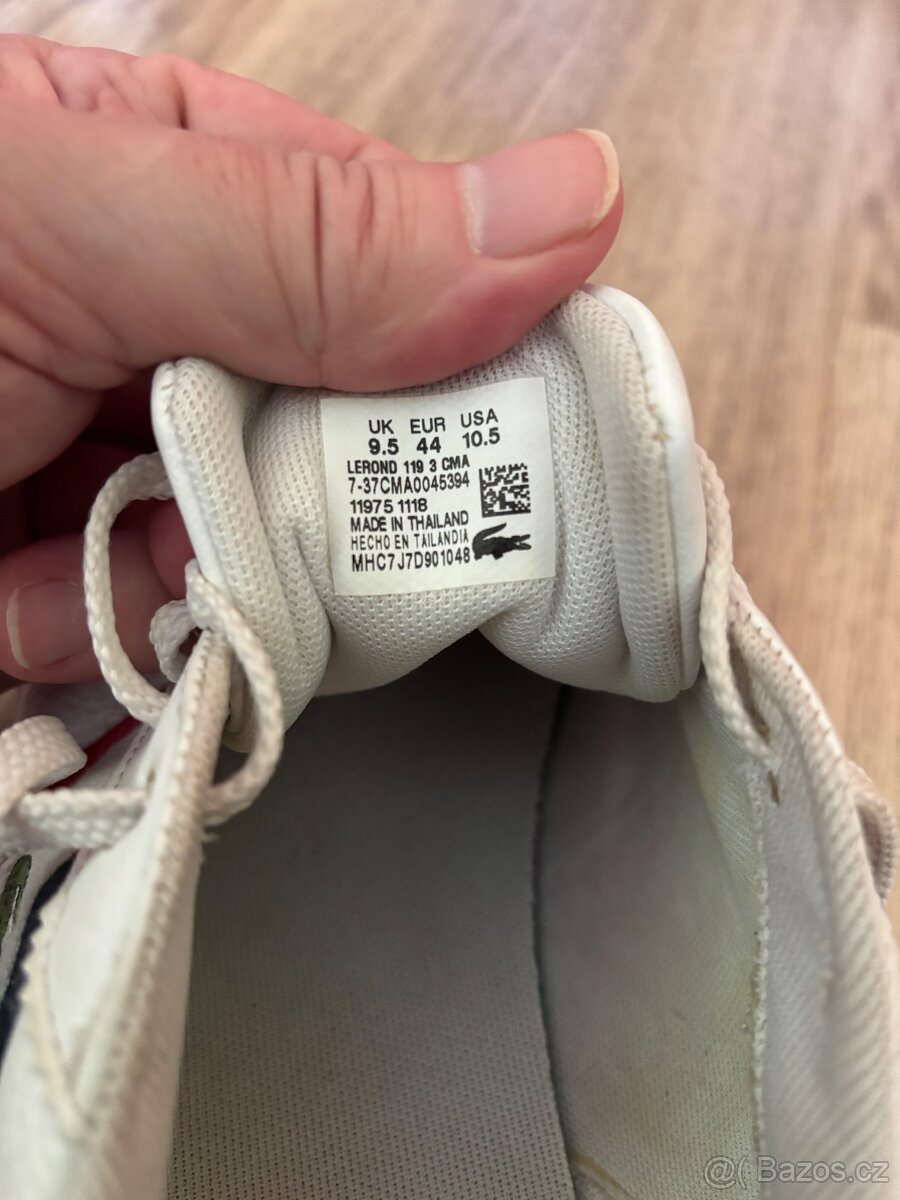 UK EUR USA
9.5 44 10.5
LEROND 119 3 CMA
7-37CMA0045394
11975 1118
MADE IN THAILAND
HECHO EN TAILANDIA
MHC7J7D901048
@( Bazos.cz